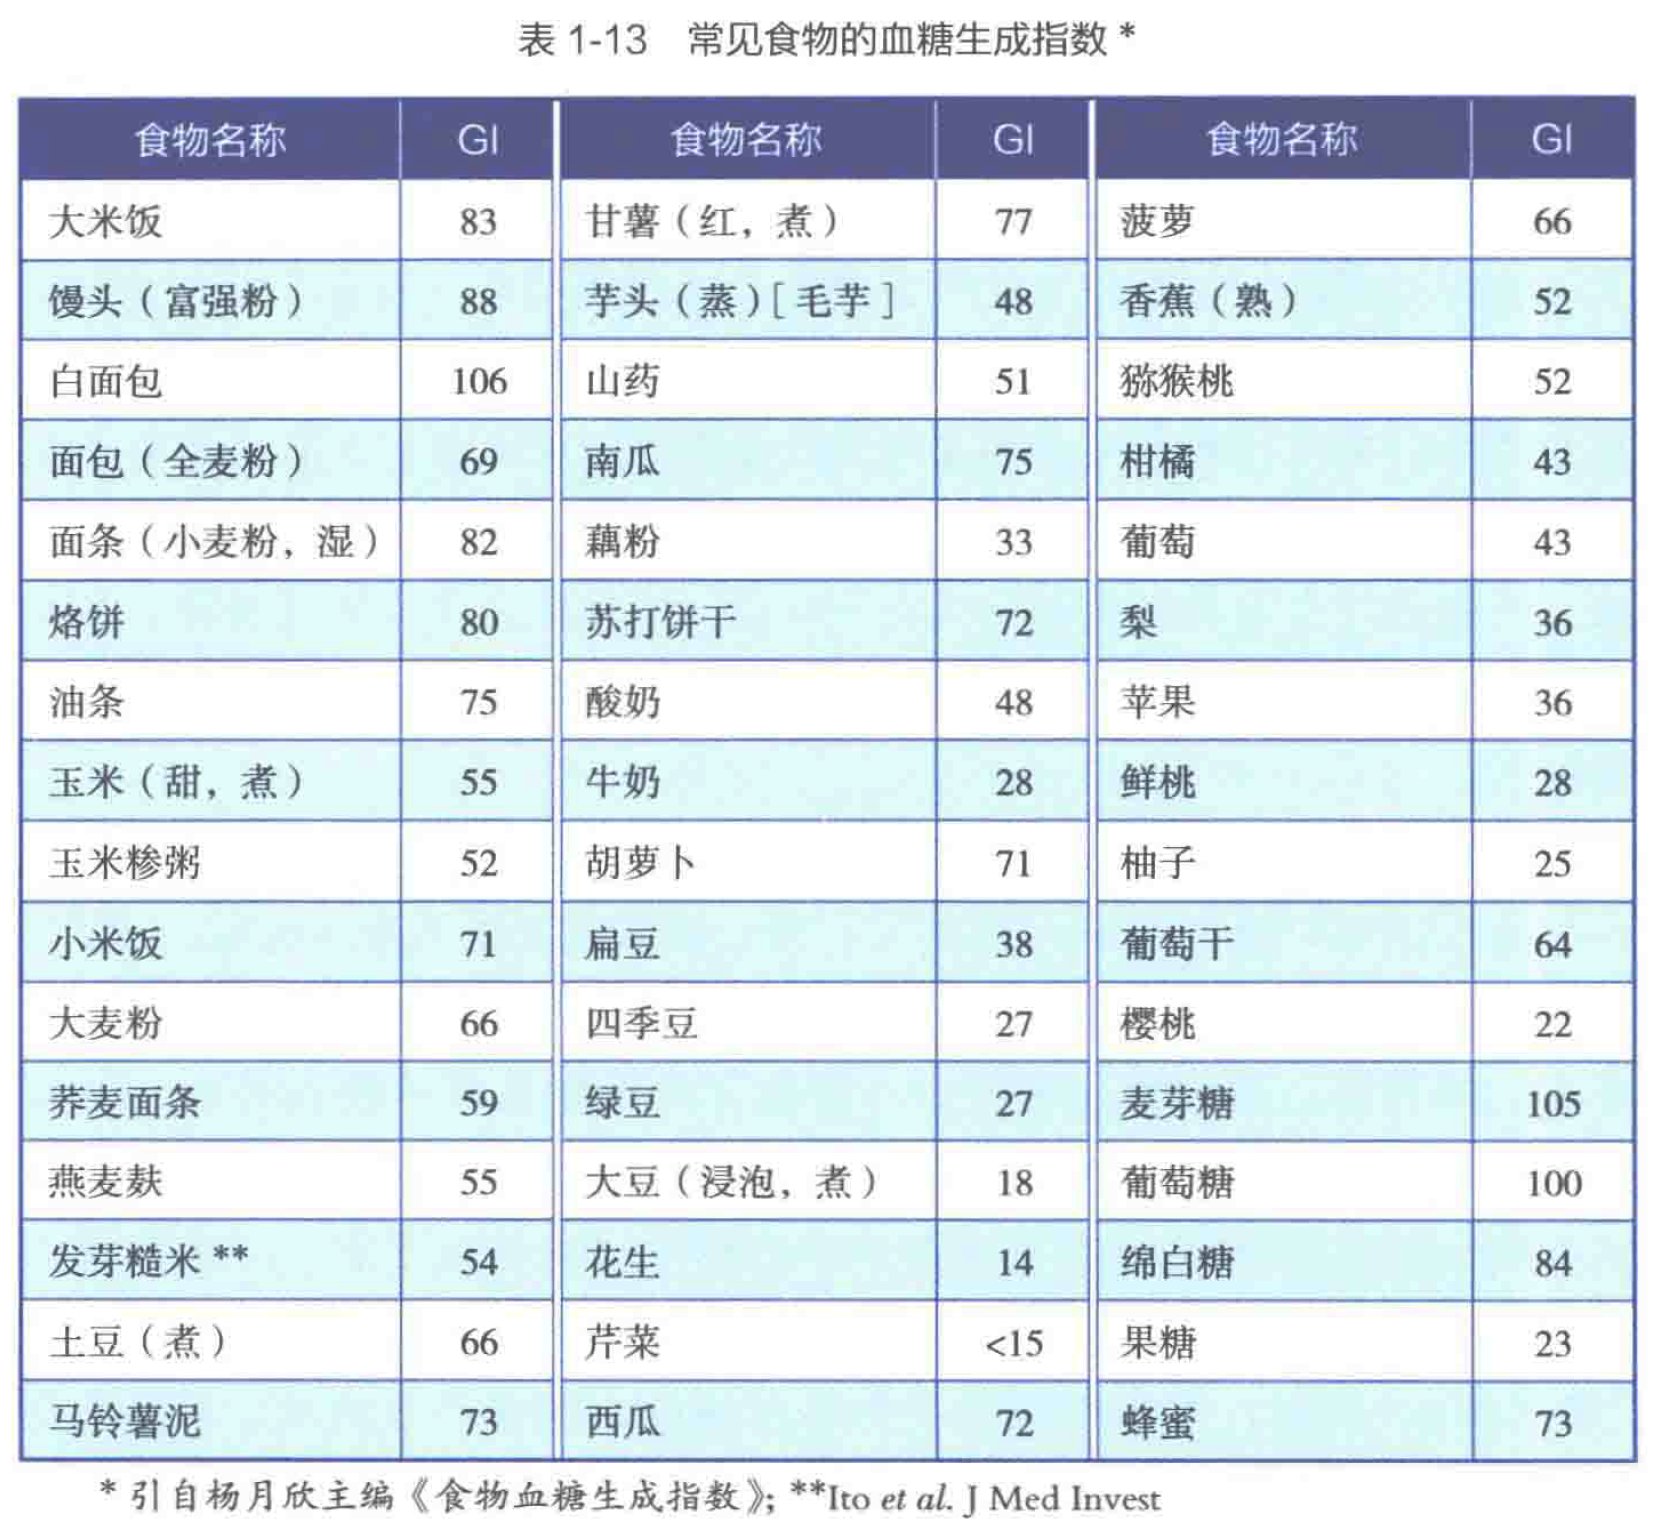 表 1-13 常见食物的血糖生成指数 *
食物名称 GI 食物名称 GI 食物名称 GI
大米饭 83 甘薯（红，煮） 77 菠萝 66
馒头（富强粉） 88 芋头（蒸）[毛芋] 48 香蕉（熟） 52
白面包 106 山药 51 猕猴桃 52
面包（全麦粉） 69 南瓜 75 柑橘 43
面条（小麦粉，湿） 82 藕粉 33 葡萄 43
烙饼 80 苏打饼干 72 梨 36
油条 75 酸奶 48 苹果 36
玉米（甜，煮） 55 牛奶 28 鲜桃 28
玉米糁粥 52 胡萝卜 71 柚子 25
小米饭 71 扁豆 38 葡萄干 64
大麦粉 66 四季豆 27 樱桃 22
荞麦面条 59 绿豆 27 麦芽糖 105
燕麦麸 55 大豆（浸泡，煮） 18 葡萄糖 100
发芽糙米 ** 54 花生 14 绵白糖 84
土豆（煮） 66 芹菜 <15 果糖 23
马铃薯泥 73 西瓜 72 蜂蜜 73
* 引自杨月欣主编《食物血糖生成指数》；**Ito et al. J Med Invest